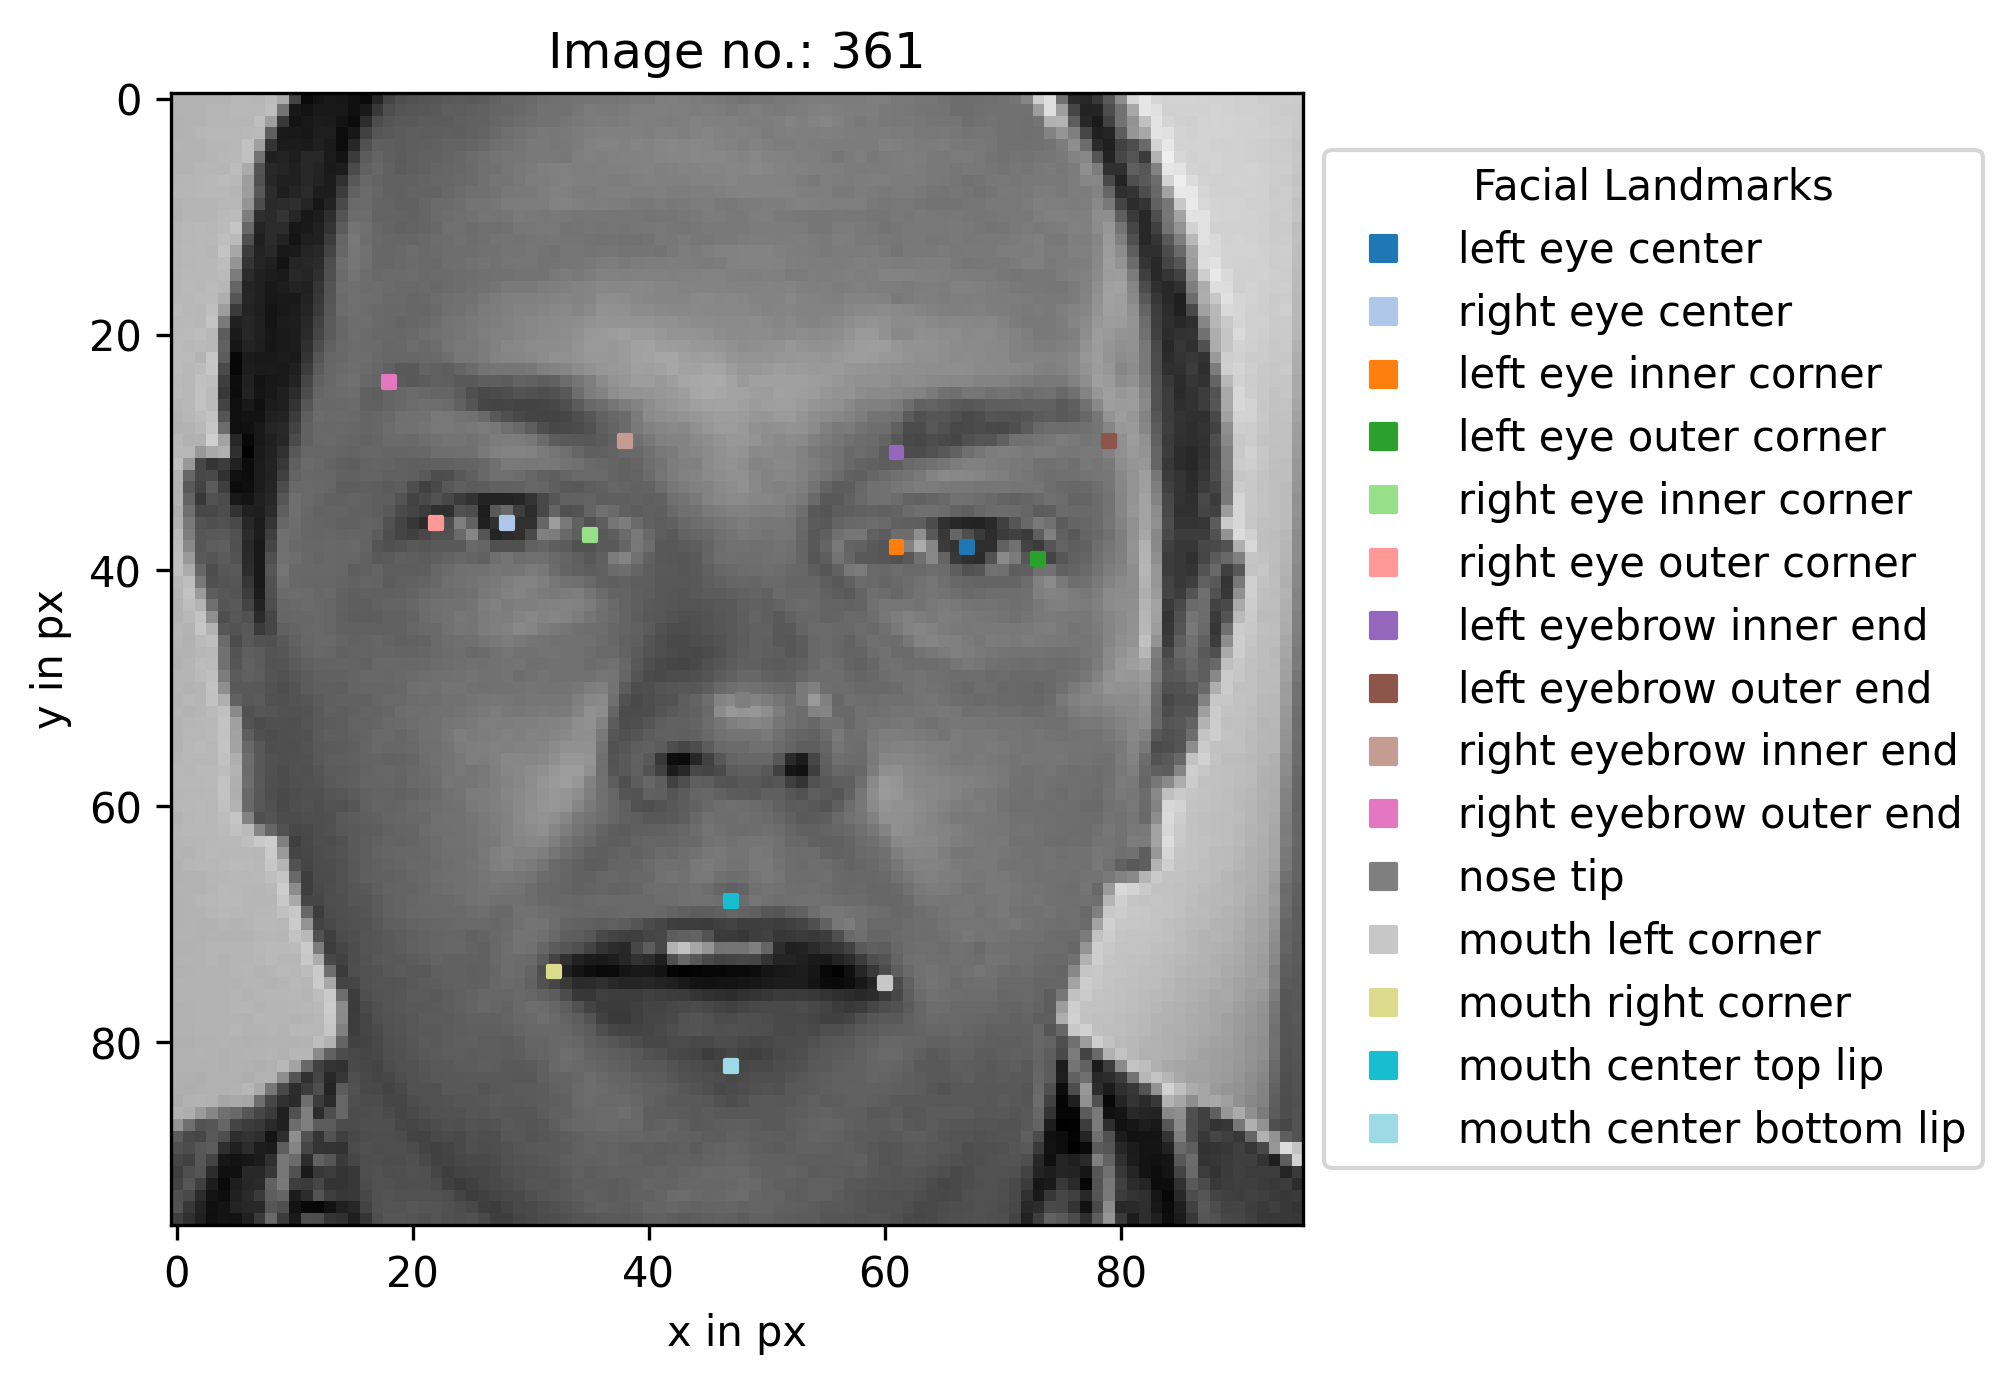 Image no.: 361
0
20
40
60
80
y in px
0 20 40 60 80
x in px
Facial Landmarks
left eye center
right eye center
left eye inner corner
left eye outer corner
right eye inner corner
right eye outer corner
left eyebrow inner end
left eyebrow outer end
right eyebrow inner end
right eyebrow outer end
nose tip
mouth left corner
mouth right corner
mouth center top lip
mouth center bottom lip